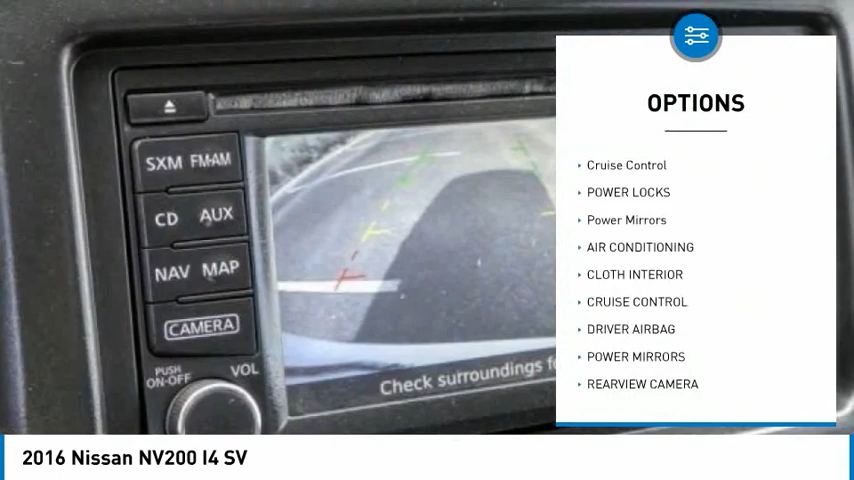 SXM FM·AM
CD AUX
NAV MAP
CAMERA
PUSH
ON·OFF
VOL
Check surroundings
OPTIONS
Cruise Control
POWER LOCKS
Power Mirrors
AIR CONDITIONING
CLOTH INTERIOR
CRUISE CONTROL
DRIVER AIRBAG
POWER MIRRORS
REARVIEW CAMERA
2016 Nissan NV200 I4 SV